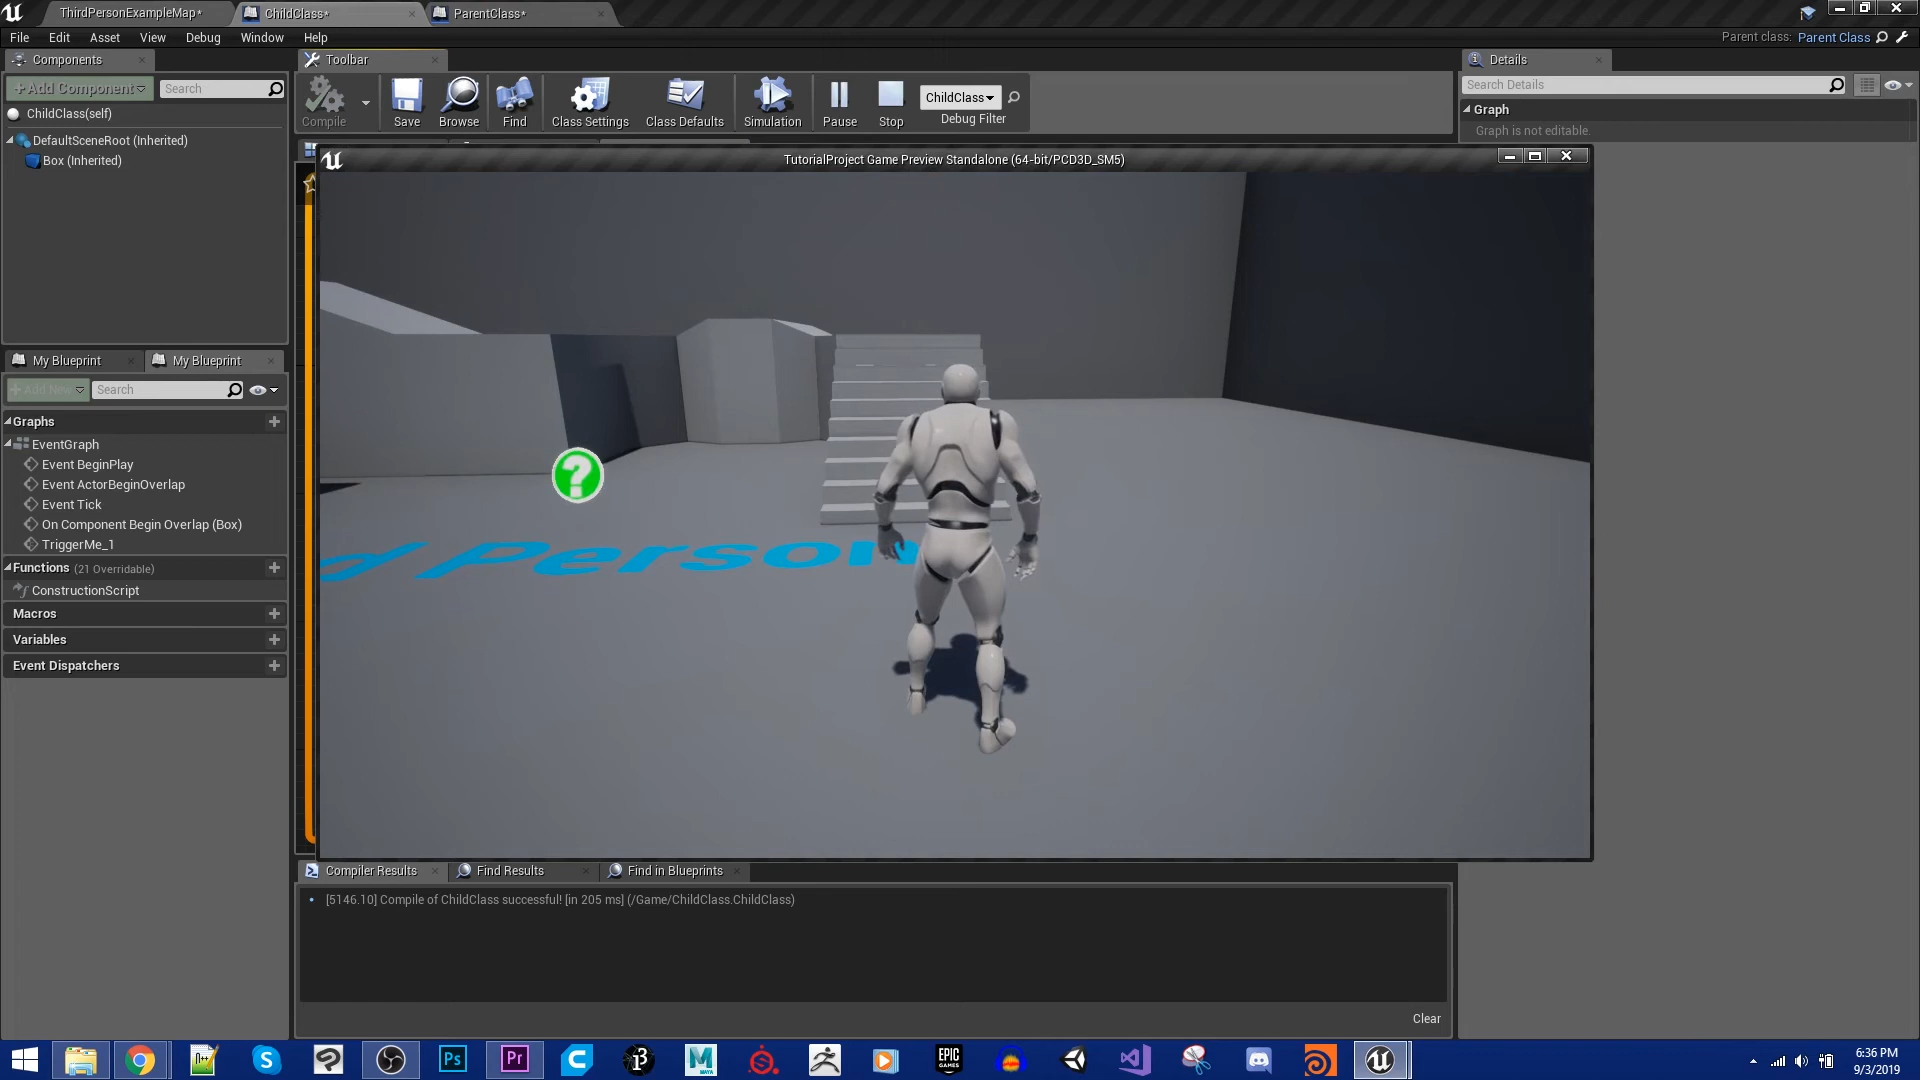 ThirdPersonExampleMap*
ChildClass*
ParentClass*
File Edit Asset View Debug Window Help
Parent class: Parent Class
Components
Toolbar
Details
+Add Component
Search
Search Details
ChildClass(self)
Graph
Graph is not editable.
DefaultSceneRoot (Inherited)
Box (Inherited)
Compile
Save
Browse
Find
Class Settings
Class Defaults
Simulation
Pause
Stop
ChildClass
Debug Filter
TutorialProject Game Preview Standalone (64-bit/PCD3D_SM5)
?
d Person
My Blueprint
My Blueprint
+Add New
Search
Graphs
EventGraph
Event BeginPlay
Event ActorBeginOverlap
Event Tick
On Component Begin Overlap (Box)
TriggerMe_1
Functions (21 Overridable)
ConstructionScript
Macros
Variables
Event Dispatchers
Compiler Results
Find Results
Find in Blueprints
[5146.10] Compile of ChildClass successful! [in 205 ms] (/Game/ChildClass.ChildClass)
Clear
Ps
Pr
MAYA
EPIC GAMES
6:36 PM
9/3/2019